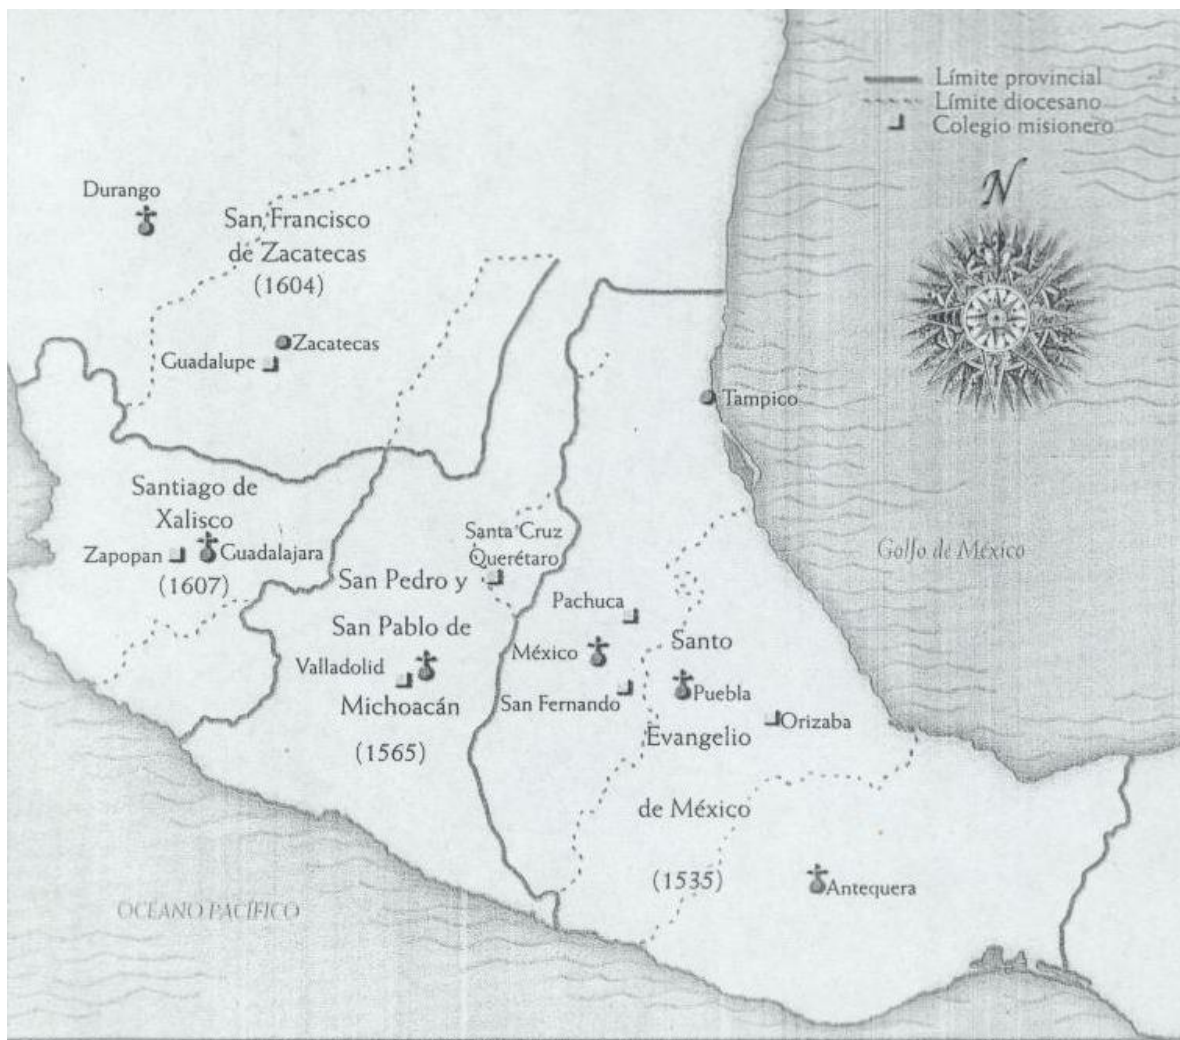 Límite provincial
Límite diocesano
Colegio misionero
N
Durango
San Francisco
de Zacatecas
(1604)
Zacatecas
Guadalupe
Tampico
Santiago de
Xalisco
Zapopan
Guadalajara
(1607)
Santa Cruz
Querétaro
Golfo de México
San Pedro y
San Pablo de
Valladolid
Michoacán
(1565)
Pachuca
México
San Fernando
Santo
Puebla
Orizaba
Evangelio
de México
(1535)
Antequera
OCÉANO PACÍFICO